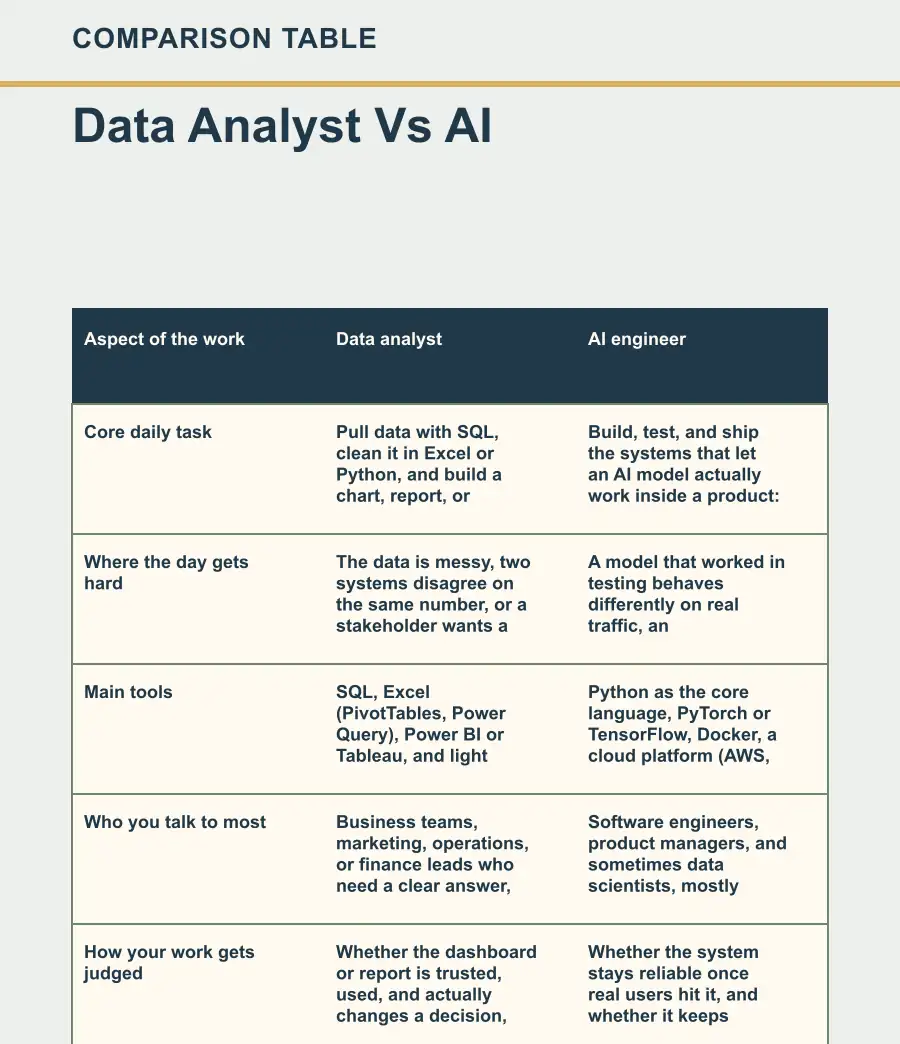 COMPARISON TABLE
Data Analyst Vs AI
Aspect of the work
Data analyst
AI engineer
Core daily task
Pull data with SQL,
clean it in Excel or
Python, and build a
chart, report, or
Build, test, and ship
the systems that let
an AI model actually
work inside a product:
Where the day gets
hard
The data is messy, two
systems disagree on
the same number, or a
stakeholder wants a
A model that worked in
testing behaves
differently on real
traffic, an
Main tools
SQL, Excel
(PivotTables, Power
Query), Power BI or
Tableau, and light
Python as the core
language, PyTorch or
TensorFlow, Docker, a
cloud platform (AWS,
Who you talk to most
Business teams,
marketing, operations,
or finance leads who
need a clear answer,
Software engineers,
product managers, and
sometimes data
scientists, mostly
How your work gets
judged
Whether the dashboard
or report is trusted,
used, and actually
changes a decision,
Whether the system
stays reliable once
real users hit it, and
whether it keeps